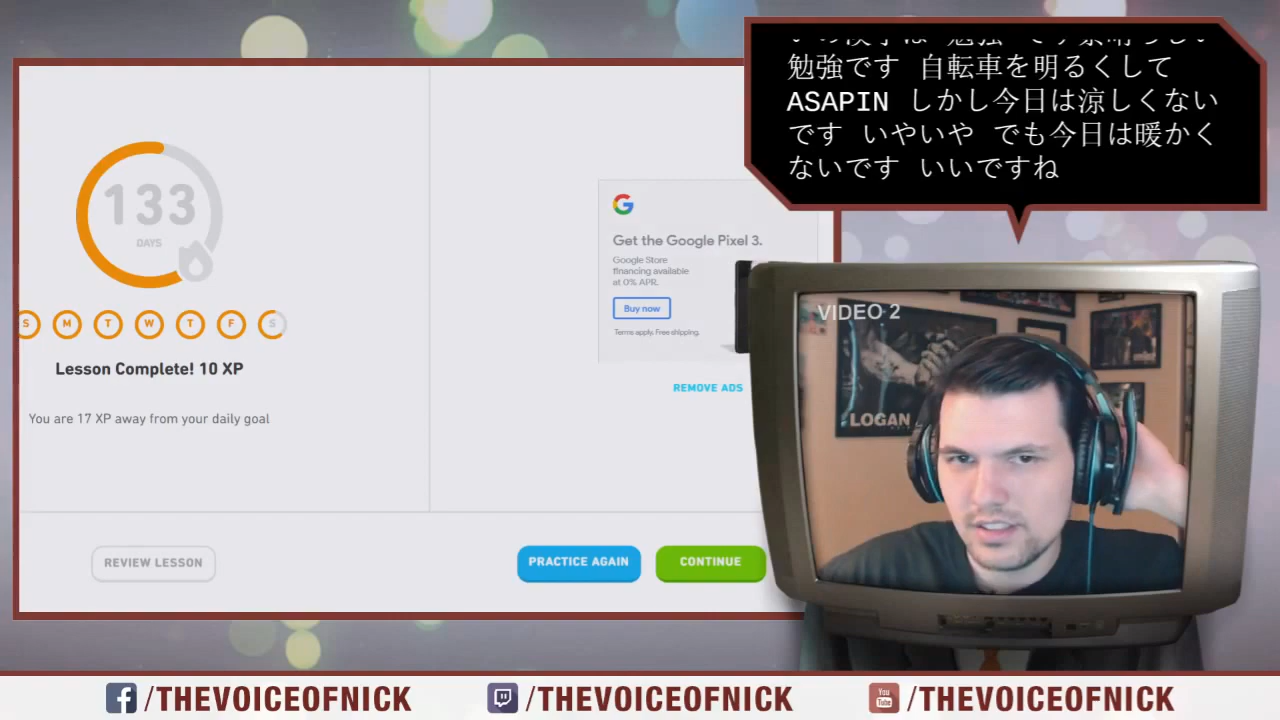 133
DAYS
S M T W T F S
Lesson Complete! 10 XP
You are 17 XP away from your daily goal
REVIEW LESSON
PRACTICE AGAIN
CONTINUE
G
Get the Google Pixel 3.
Google Store
financing available
at 0% APR.
Buy now
Terms apply. Free shipping.
REMOVE ADS
勉強です 自転車を明るくして
ASAPIN しかし今日は涼しくない
です いやいや でも今日は暖かく
ないです いいですね
VIDEO 2
LOGAN
/THEVOICEOFNICK
/THEVOICEOFNICK
You Tube /THEVOICEOFNICK